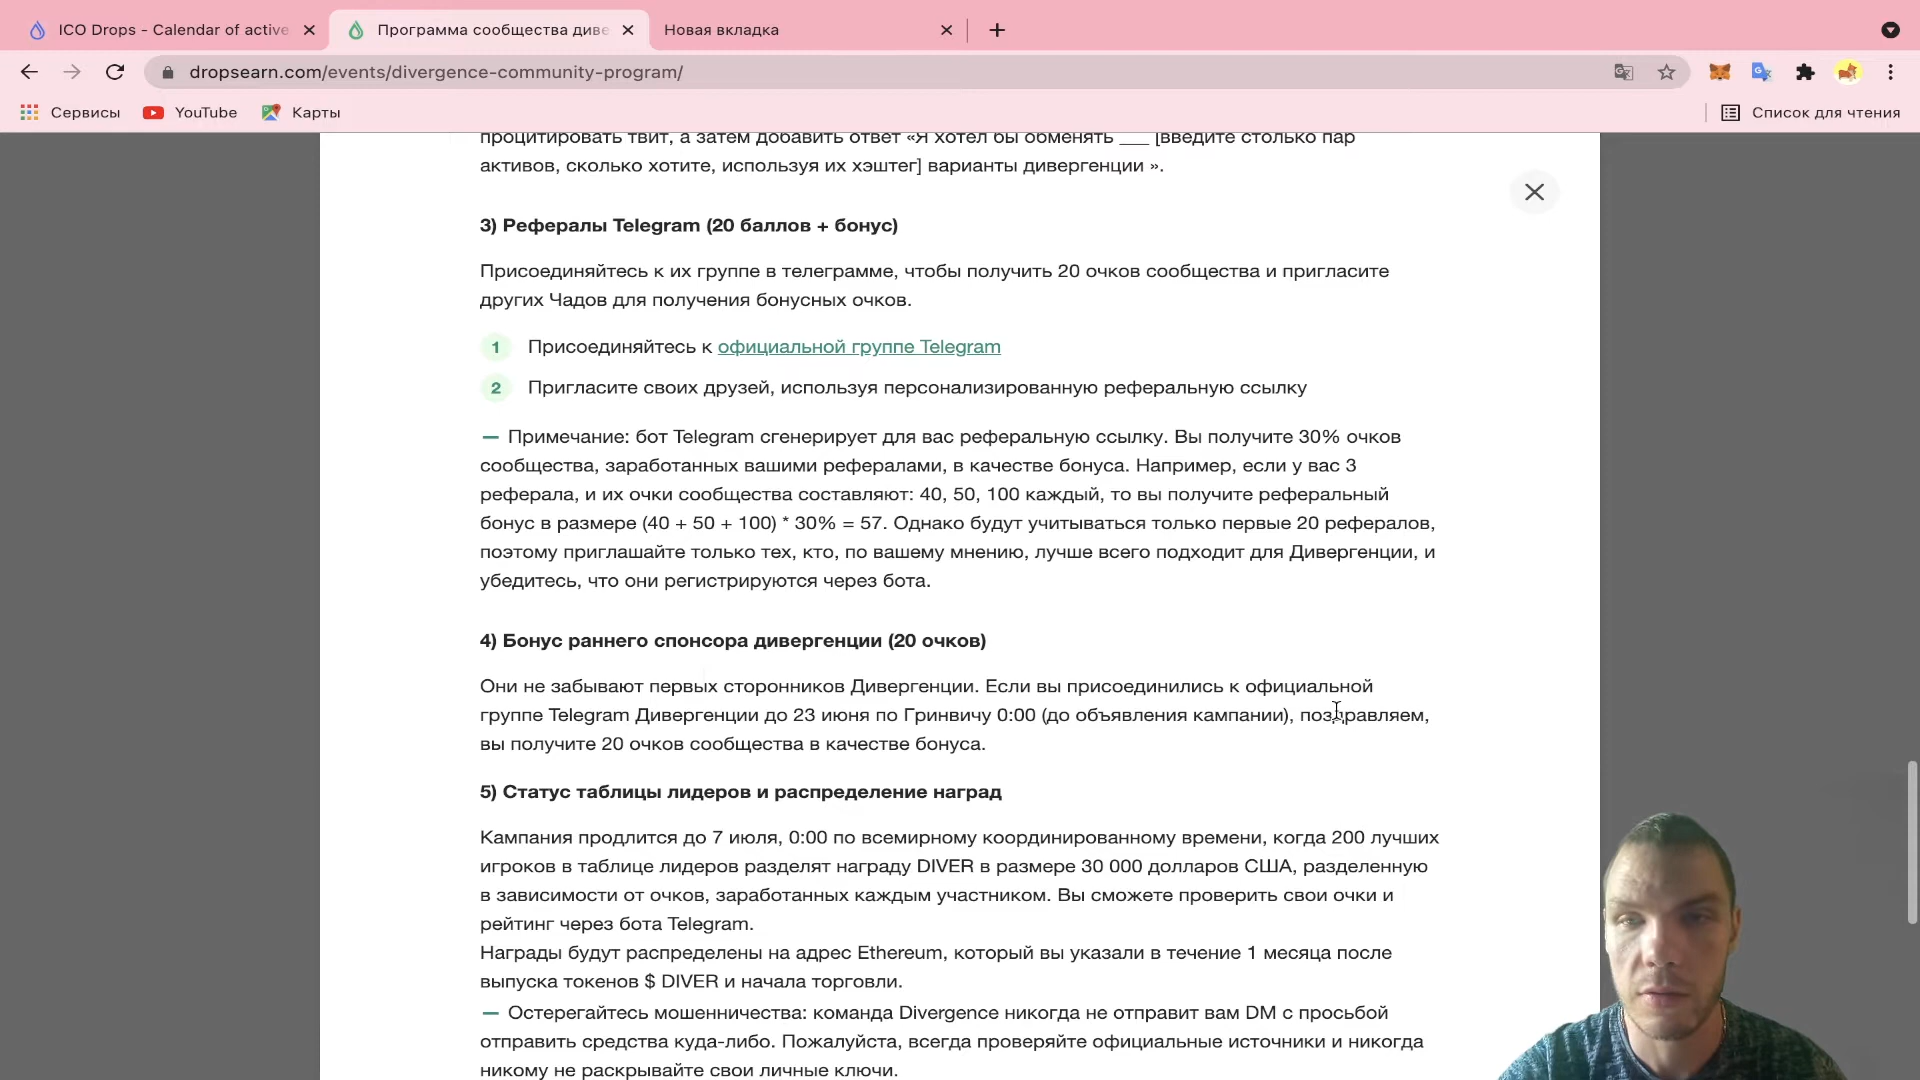 ICO Drops - Calendar of active
Программа сообщества диве
Новая вкладка
dropsearn.com/events/divergence-community-program/
Сервисы
YouTube
Карты
Список для чтения
процитировать твит, а затем добавить ответ «Я хотел бы обменять ___ [введите столько пар
активов, сколько хотите, используя их хэштег] варианты дивергенции ».
3) Рефералы Telegram (20 баллов + бонус)
Присоединяйтесь к их группе в телеграмме, чтобы получить 20 очков сообщества и пригласите
других Чадов для получения бонусных очков.
1 Присоединяйтесь к официальной группе Telegram
2 Пригласите своих друзей, используя персонализированную реферальную ссылку
— Примечание: бот Telegram сгенерирует для вас реферальную ссылку. Вы получите 30% очков
сообщества, заработанных вашими рефералами, в качестве бонуса. Например, если у вас 3
реферала, и их очки сообщества составляют: 40, 50, 100 каждый, то вы получите реферальный
бонус в размере (40 + 50 + 100) * 30% = 57. Однако будут учитываться только первые 20 рефералов,
поэтому приглашайте только тех, кто, по вашему мнению, лучше всего подходит для Дивергенции, и
убедитесь, что они регистрируются через бота.
4) Бонус раннего спонсора дивергенции (20 очков)
Они не забывают первых сторонников Дивергенции. Если вы присоединились к официальной
группе Telegram Дивергенции до 23 июня по Гринвичу 0:00 (до объявления кампании), поздравляем,
вы получите 20 очков сообщества в качестве бонуса.
5) Статус таблицы лидеров и распределение наград
Кампания продлится до 7 июля, 0:00 по всемирному координированному времени, когда 200 лучших
игроков в таблице лидеров разделят награду DIVER в размере 30 000 долларов США, разделенную
в зависимости от очков, заработанных каждым участником. Вы сможете проверить свои очки и
рейтинг через бота Telegram.
Награды будут распределены на адрес Ethereum, который вы указали в течение 1 месяца после
выпуска токенов $ DIVER и начала торговли.
— Остерегайтесь мошенничества: команда Divergence никогда не отправит вам DM с просьбой
отправить средства куда-либо. Пожалуйста, всегда проверяйте официальные источники и никогда
никому не раскрывайте свои личные ключи.